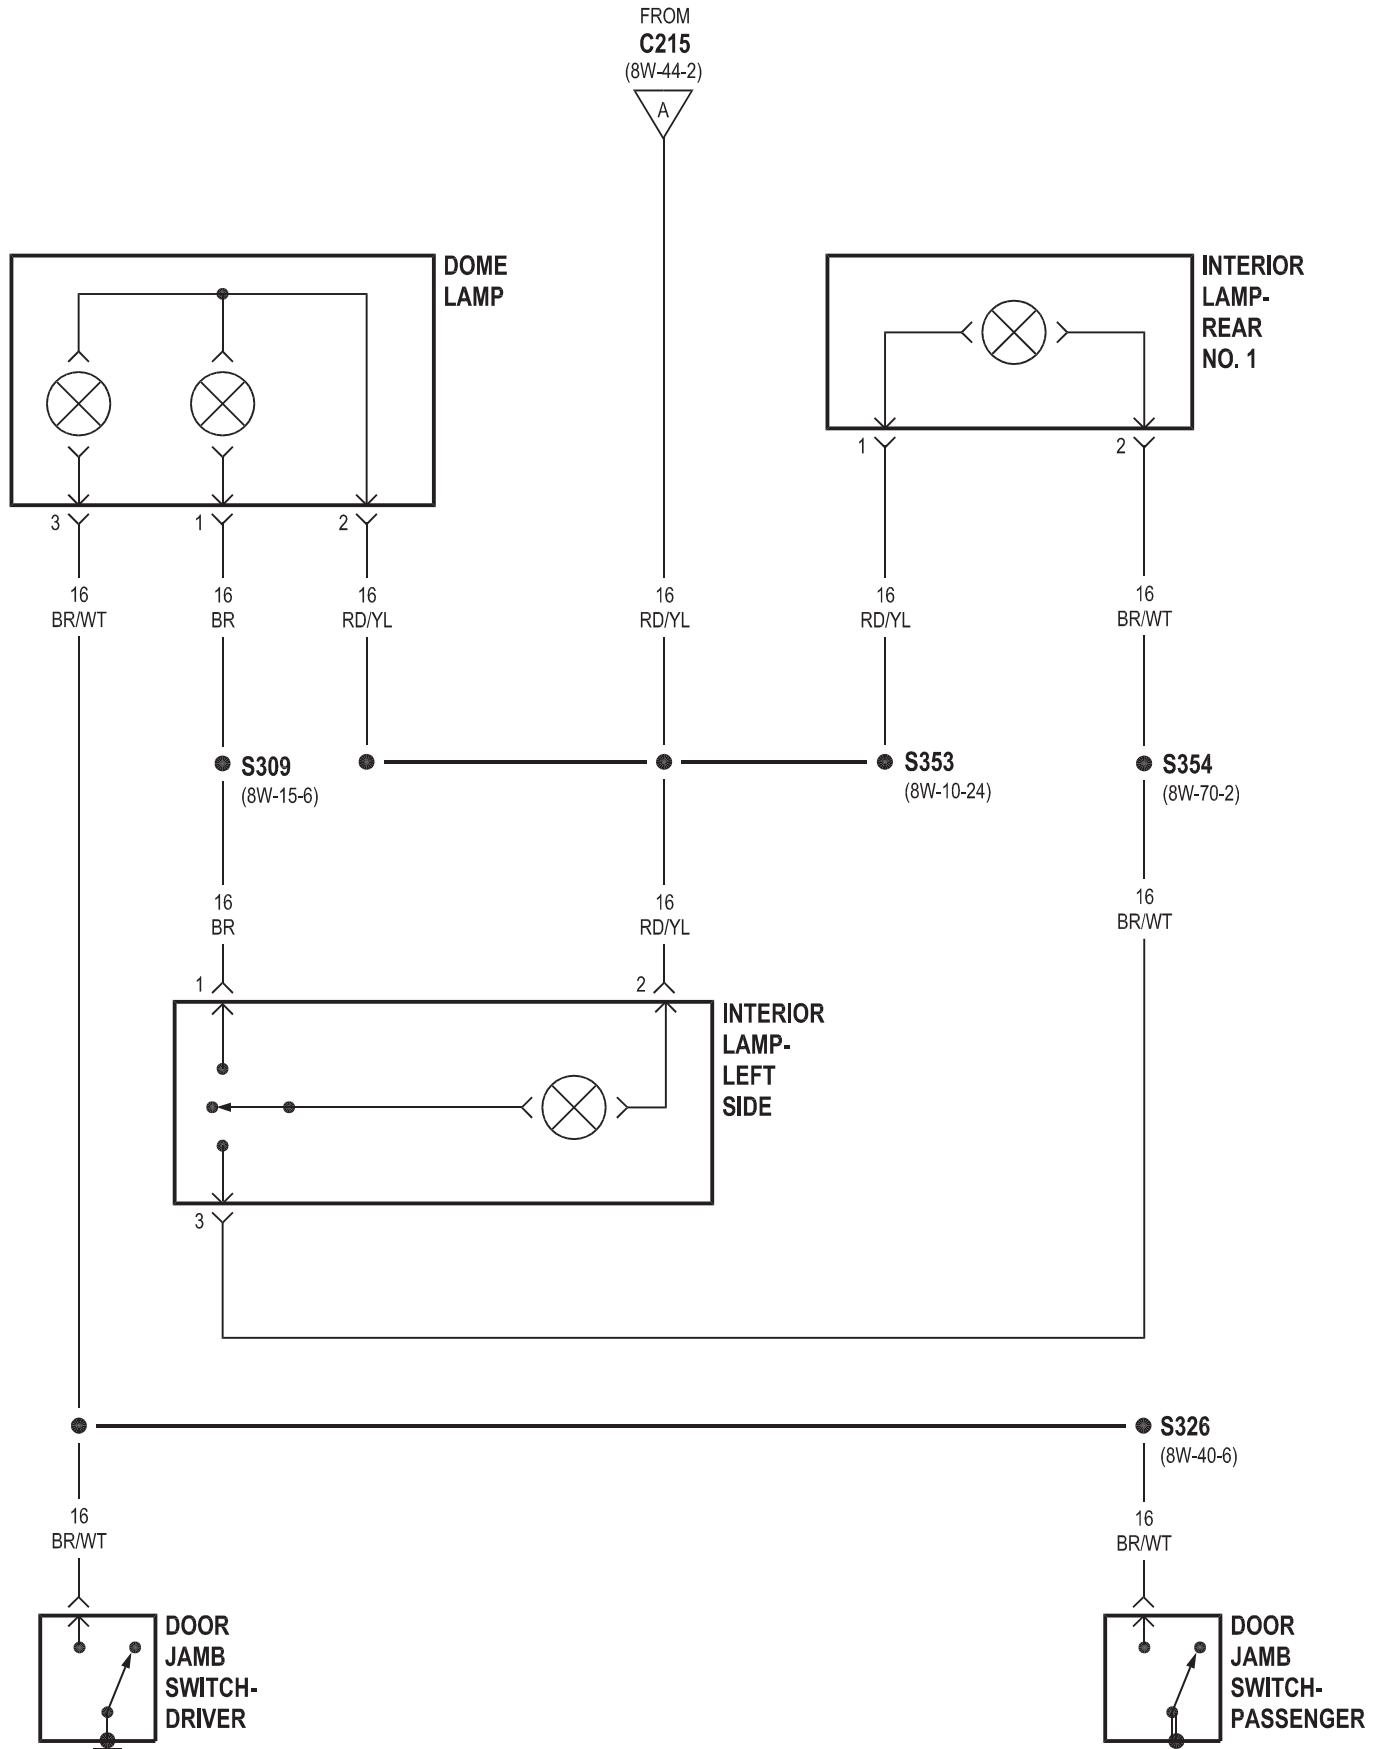 FROM
C215
(8W-44-2)
A
DOME
LAMP
INTERIOR
LAMP-
REAR
NO. 1
3
1
2
1
2
16
BR/WT
16
BR
16
RD/YL
16
RD/YL
16
RD/YL
16
BR/WT
S309
(8W-15-6)
S353
(8W-10-24)
S354
(8W-70-2)
16
BR
16
RD/YL
16
BR/WT
1
2
INTERIOR
LAMP-
LEFT
SIDE
3
S326
(8W-40-6)
16
BR/WT
16
BR/WT
DOOR
JAMB
SWITCH-
DRIVER
DOOR
JAMB
SWITCH-
PASSENGER